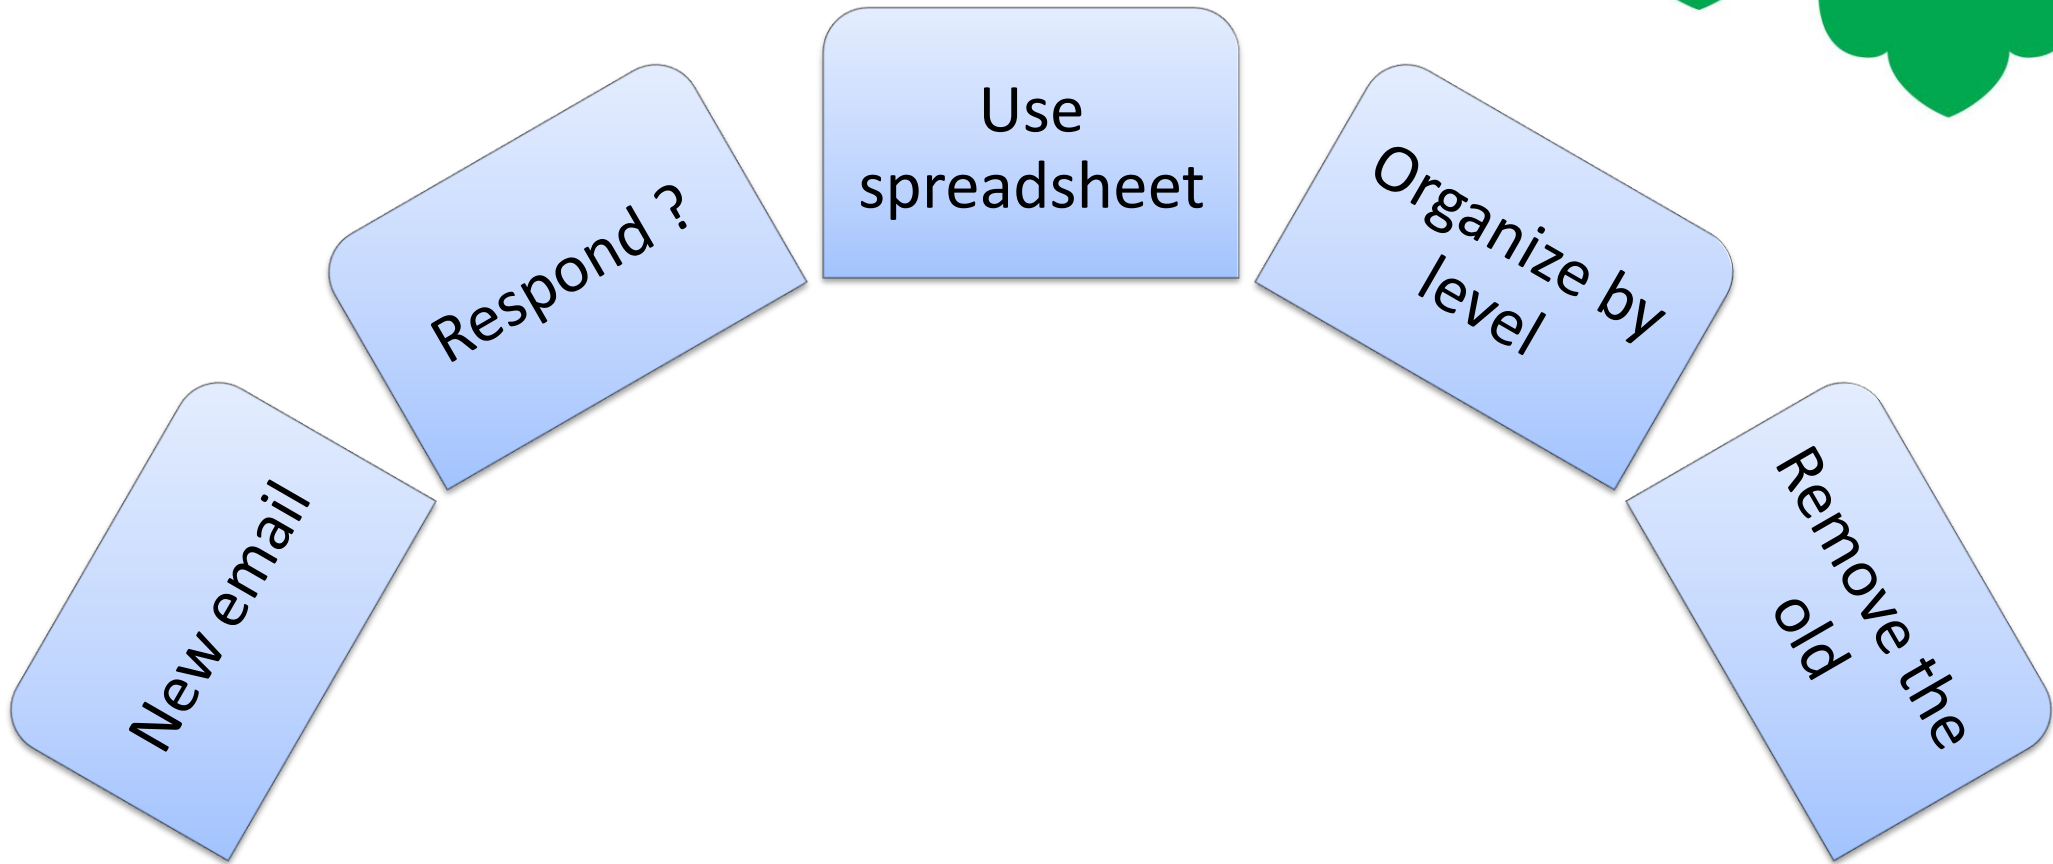 New email
Respond ?
Use
spreadsheet
Organize by
level
Remove the
old